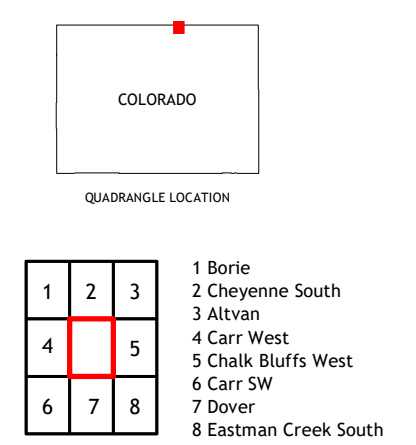 COLORADO
QUADRANGLE LOCATION
1 2 3
4 5
6 7 8
1 Borie
2 Cheyenne South
3 Altvan
4 Carr West
5 Chalk Bluffs West
6 Carr SW
7 Dover
8 Eastman Creek South